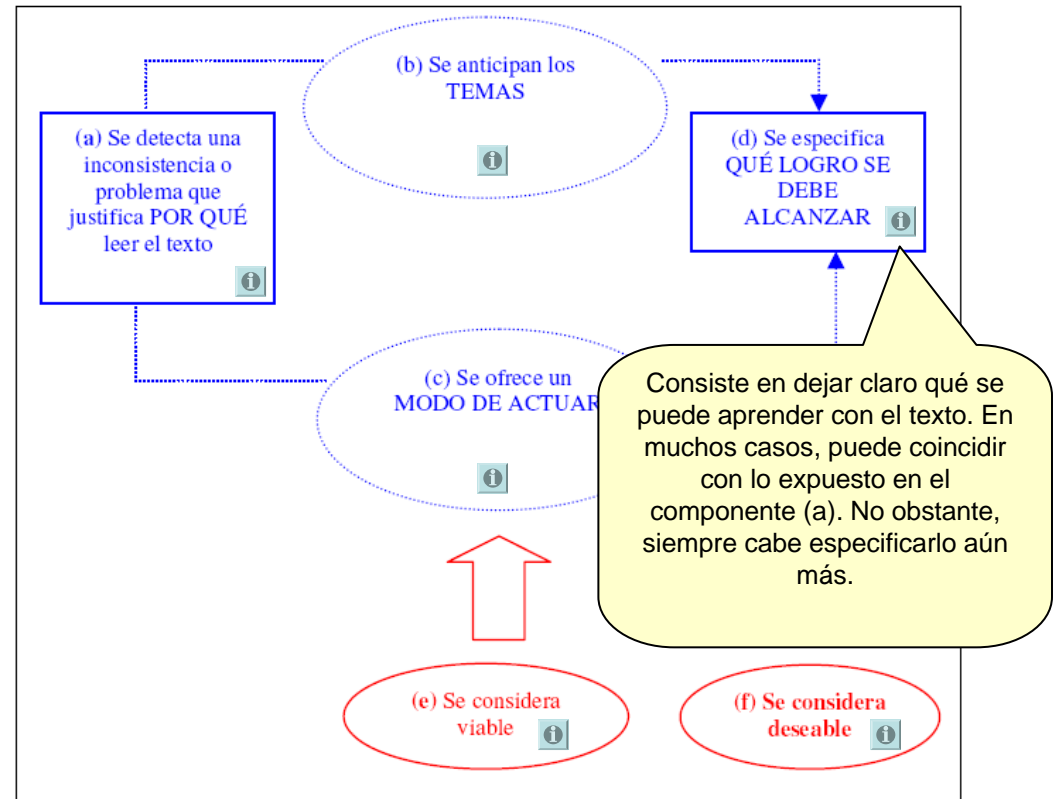 (b) Se anticipan los
TEMAS
(a) Se detecta una
inconsistencia o
problema que
justifica POR QUÉ
leer el texto
(d) Se especifica
QUÉ LOGRO SE
DEBE
ALCANZAR
(c) Se ofrece un
MODO DE ACTUAR
Consiste en dejar claro qué se
puede aprender con el texto. En
muchos casos, puede coincidir
con lo expuesto en el
componente (a). No obstante,
siempre cabe especificarlo aún
más.
(e) Se considera
viable
(f) Se considera
deseable